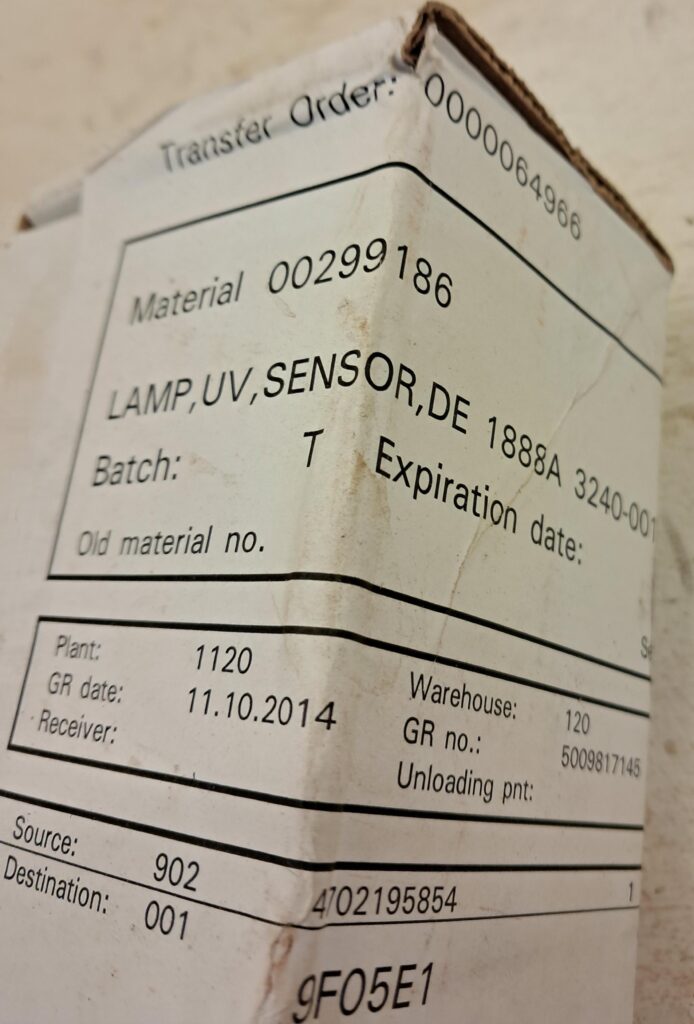 Transfer Order: 0000064966
Material 00299186
LAMP,UV,SENSOR,DE 1888A 3240-001
Batch: T Expiration date:
Old material no.
Plant: 1120 Warehouse: 120
GR date: 11.10.2014 GR no.: 5009817145
Receiver: Unloading pnt:
Source: 902 4702195854 1
Destination: 001
9F05E1